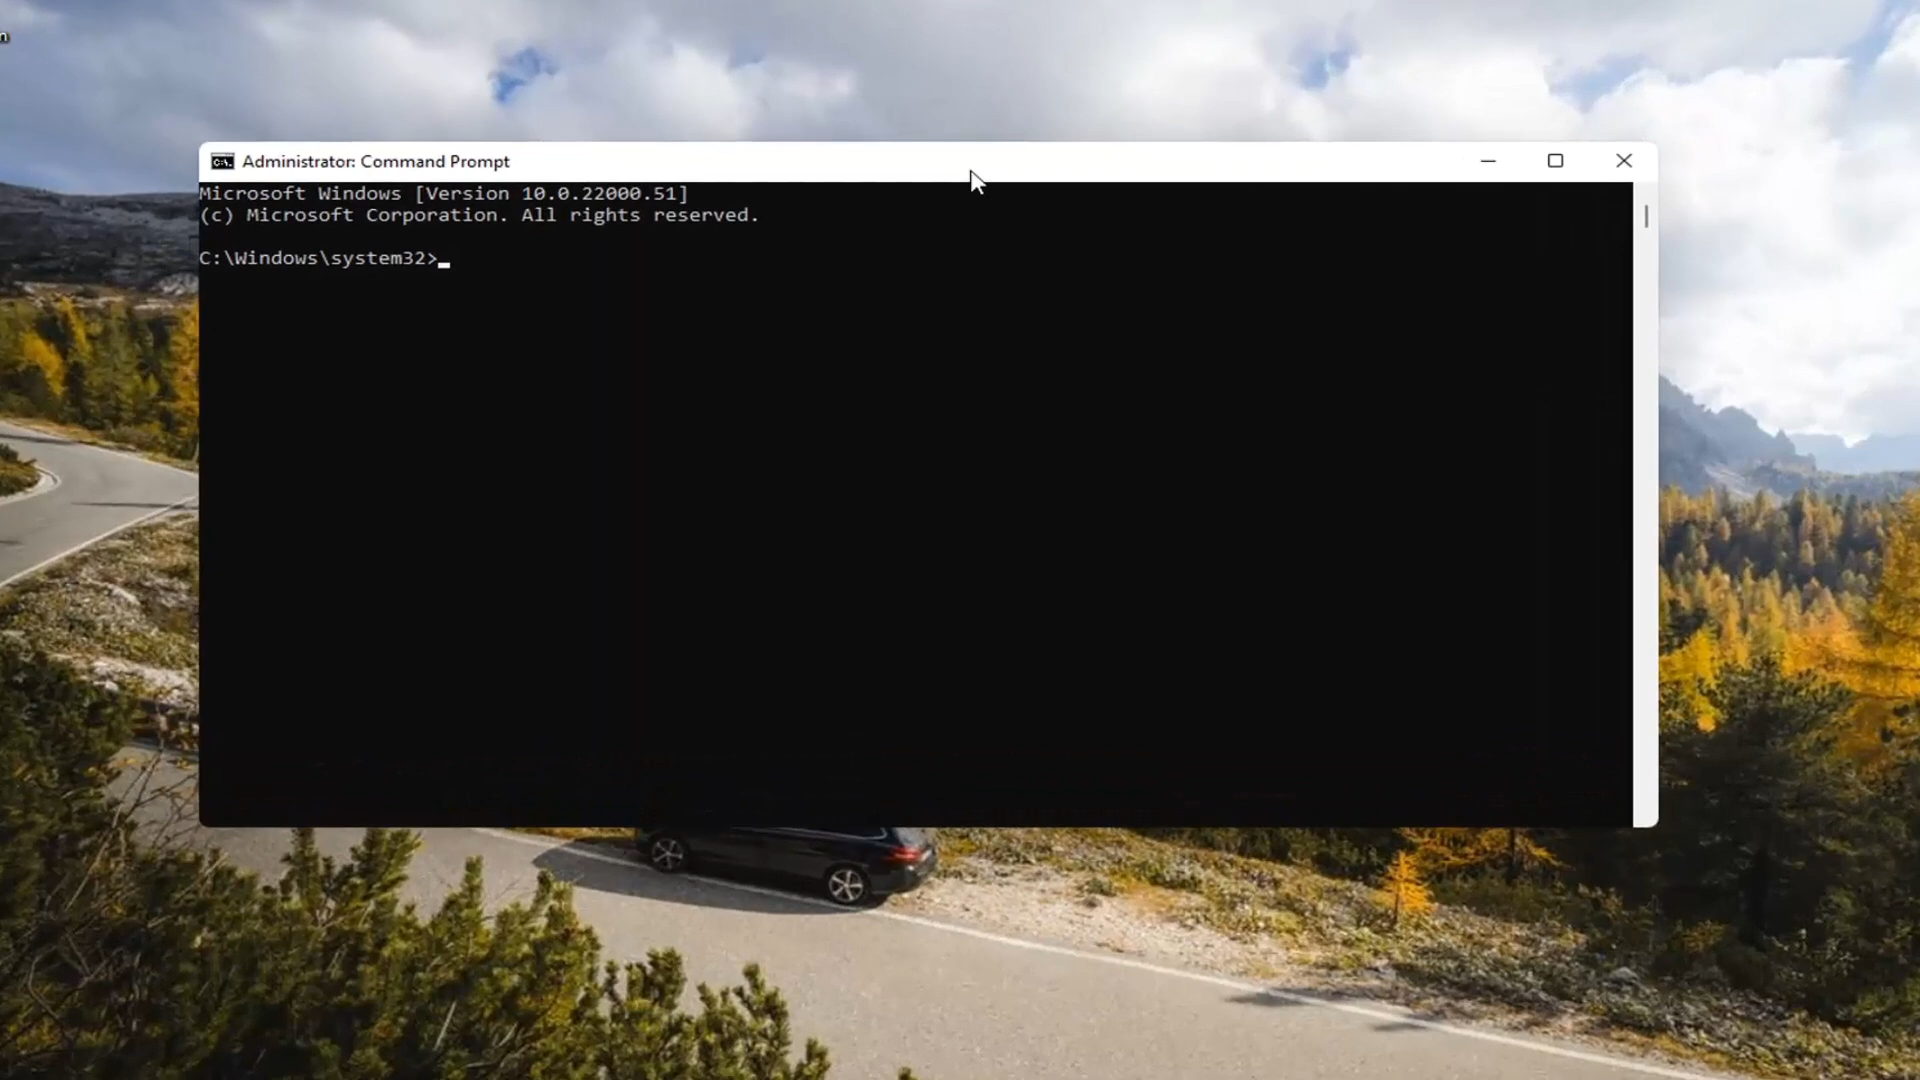 Administrator: Command Prompt
Microsoft Windows [Version 10.0.22000.51]
(c) Microsoft Corporation. All rights reserved.
C:\Windows\system32>